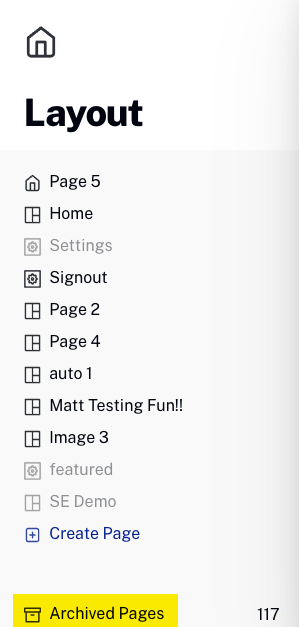 Layout
Page 5
Home
Settings
Signout
Page 2
Page 4
auto 1
Matt Testing Fun!!
Image 3
featured
SE Demo
Create Page
Archived Pages 117